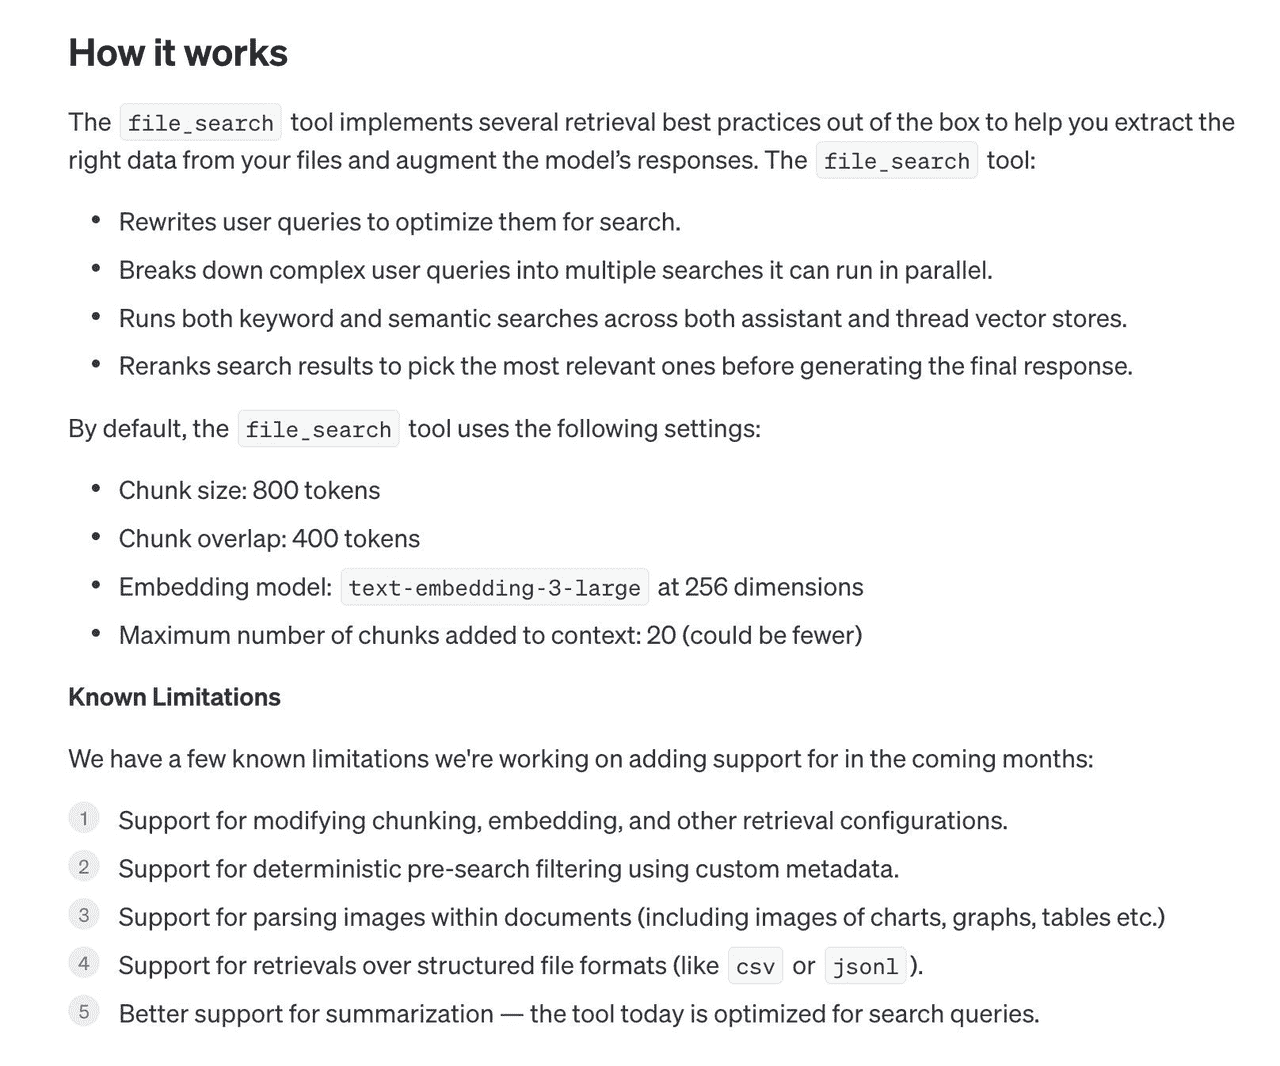 How it works
The file_search tool implements several retrieval best practices out of the box to help you extract the
right data from your files and augment the model’s responses. The file_search tool:
• Rewrites user queries to optimize them for search.
• Breaks down complex user queries into multiple searches it can run in parallel.
• Runs both keyword and semantic searches across both assistant and thread vector stores.
• Reranks search results to pick the most relevant ones before generating the final response.
By default, the file_search tool uses the following settings:
• Chunk size: 800 tokens
• Chunk overlap: 400 tokens
• Embedding model: text-embedding-3-large at 256 dimensions
• Maximum number of chunks added to context: 20 (could be fewer)
Known Limitations
We have a few known limitations we're working on adding support for in the coming months:
1 Support for modifying chunking, embedding, and other retrieval configurations.
2 Support for deterministic pre-search filtering using custom metadata.
3 Support for parsing images within documents (including images of charts, graphs, tables etc.)
4 Support for retrievals over structured file formats (like csv or jsonl ).
5 Better support for summarization — the tool today is optimized for search queries.